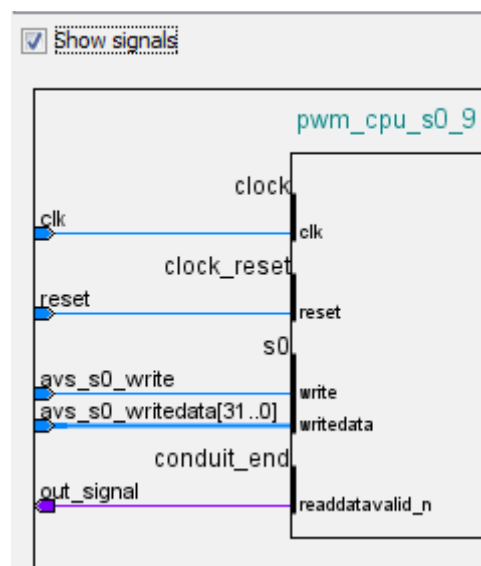 Show signals
pwm_cpu_s0_9
clock
clk
clk
clock_reset
reset
reset
s0
avs_s0_write
write
avs_s0_writedata[31..0]
writedata
conduit_end
out_signal
readdatavalid_n